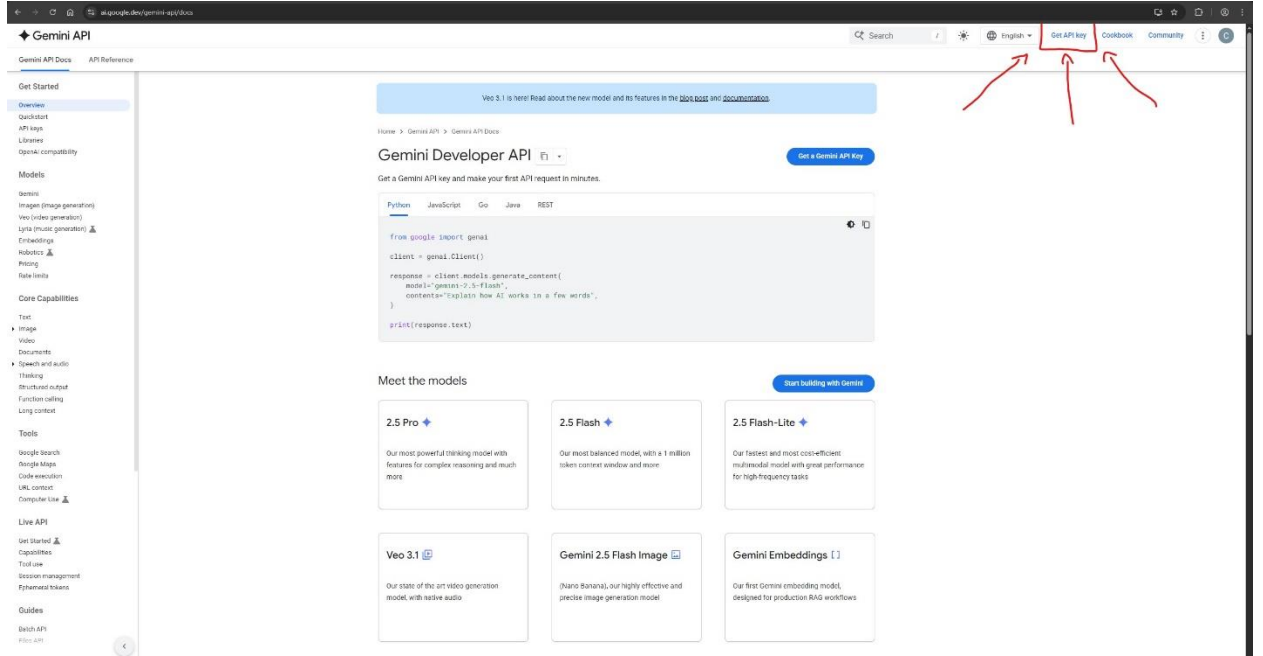 ai.google.dev/gemini-api/docs
Gemini API
Search
/
English
Get API key
Cookbook
Community
C
Gemini API Docs
API Reference
Get Started
Overview
Quickstart
API keys
Libraries
OpenAI compatibility
Models
Gemini
Imagen (image generation)
Veo (video generation)
Lyria (music generation)
Embeddings
Robotics
Pricing
Rate limits
Core Capabilities
Text
Image
Video
Documents
Speech and audio
Thinking
Structured output
Function calling
Long context
Tools
Google Search
Google Maps
Code execution
URL context
Computer Use
Live API
Get Started
Capabilities
Tool use
Session management
Ephemeral tokens
Guides
Batch API
Files API
Veo 3.1 is here! Read about the new model and its features in the blog post and documentation.
Home > Gemini API > Gemini API Docs
Gemini Developer API
Get a Gemini API Key
Get a Gemini API key and make your first API request in minutes.
Python JavaScript Go Java REST
from google import genai
client = genai.Client()
response = client.models.generate_content(
model="gemini-2.5-flash",
contents="Explain how AI works in a few words",
)
print(response.text)
Meet the models
Start building with Gemini
2.5 Pro
Our most powerful thinking model with
features for complex reasoning and much
more
2.5 Flash
Our most balanced model, with a 1 million
token context window and more
2.5 Flash-Lite
Our fastest and most cost-efficient
multimodal model with great performance
for high-frequency tasks
Veo 3.1
Our state of the art video generation
model, with native audio
Gemini 2.5 Flash Image
(Nano Banana), our highly effective and
precise image generation model
Gemini Embeddings
Our first Gemini embedding model,
designed for production RAG workflows